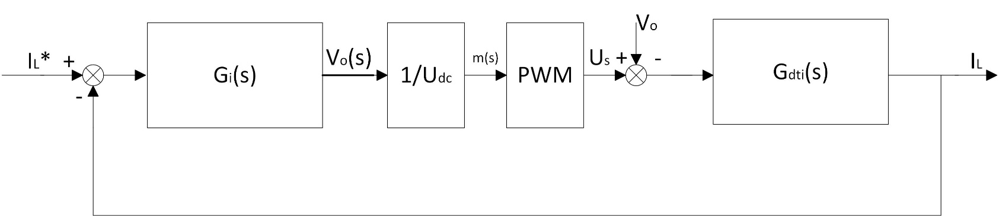 IL* +
-
Gi(s)
Vo(s)
1/Udc
m(s)
PWM
Us +
Vo
-
Gdti(s)
IL